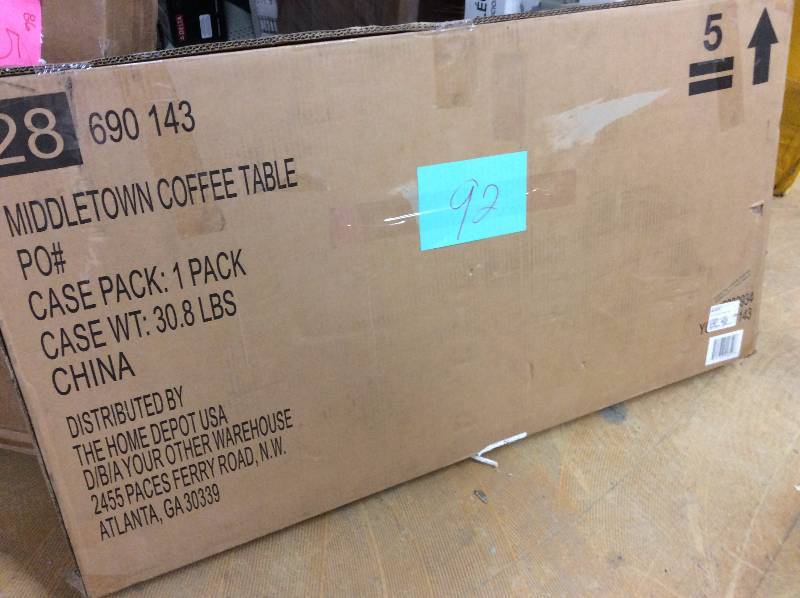 28 690 143
MIDDLETOWN COFFEE TABLE
PO#
CASE PACK: 1 PACK
CASE WT: 30.8 LBS
CHINA
DISTRIBUTED BY
THE HOME DEPOT USA
D/B/A YOUR OTHER WAREHOUSE
2455 PACES FERRY ROAD, N.W.
ATLANTA, GA 30339
92
5
DELTA